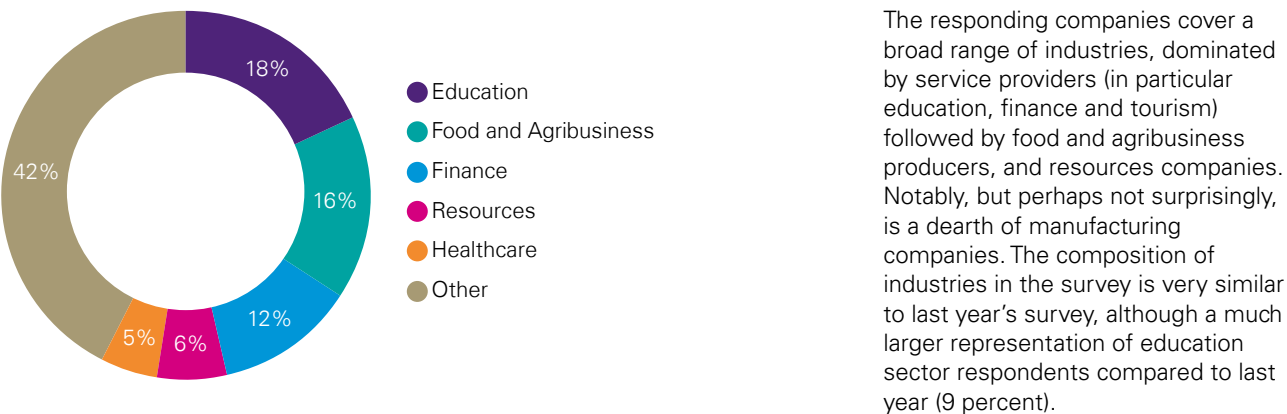 18%
16%
12%
6%
5%
42%
Education
Food and Agribusiness
Finance
Resources
Healthcare
Other
The responding companies cover a
broad range of industries, dominated
by service providers (in particular
education, finance and tourism)
followed by food and agribusiness
producers, and resources companies.
Notably, but perhaps not surprisingly,
is a dearth of manufacturing
companies. The composition of
industries in the survey is very similar
to last year’s survey, although a much
larger representation of education
sector respondents compared to last
year (9 percent).